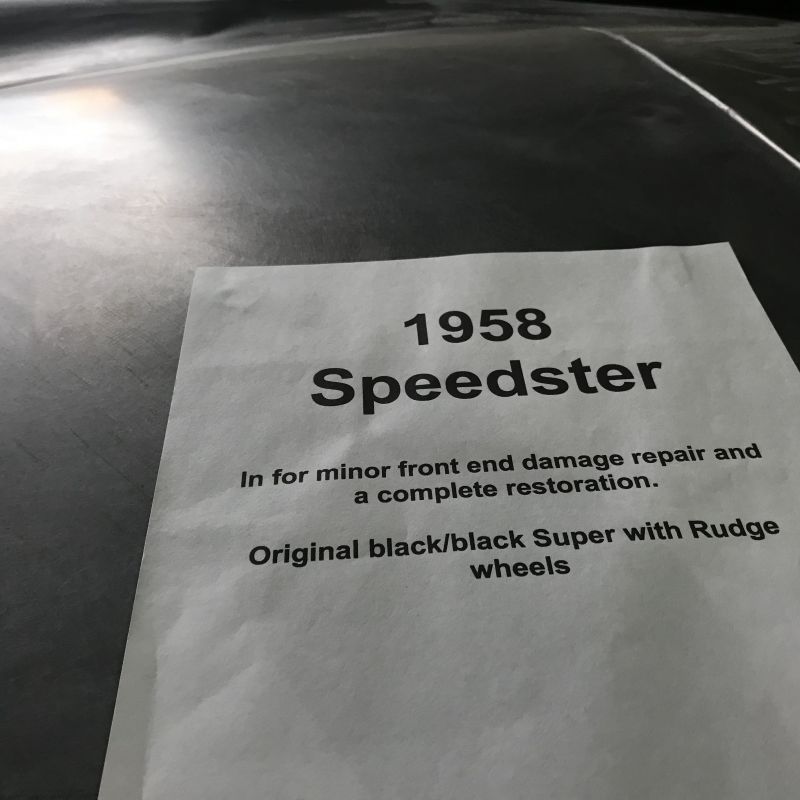 1958
Speedster
In for minor front end damage repair and
a complete restoration.
Original black/black Super with Rudge
wheels